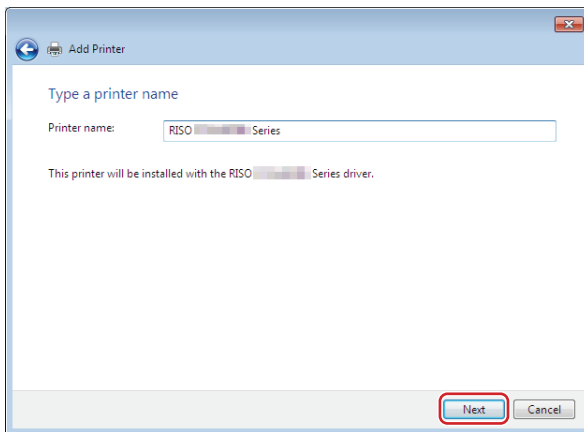 Add Printer
Type a printer name
Printer name: RISO Series
This printer will be installed with the RISO Series driver.
Next Cancel